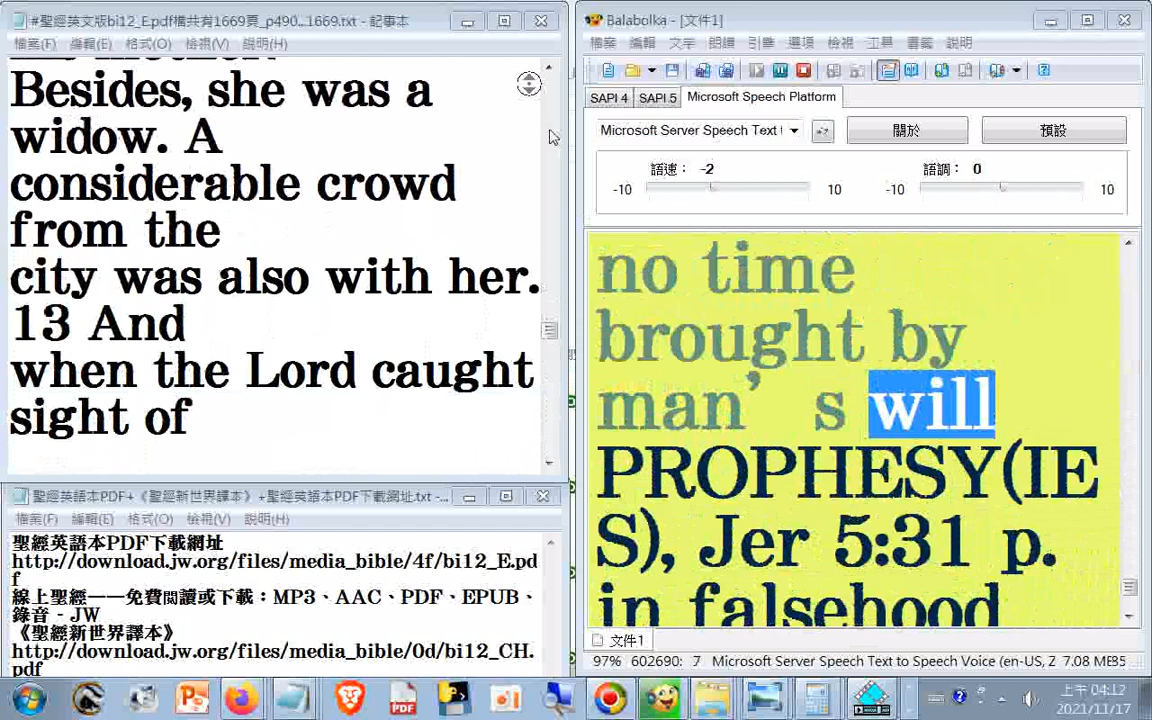 #聖經英文版bi12_E.pdf檔共有1669頁_p490...1669.txt - 記事本
檔案(F) 編輯(E) 格式(O) 檢視(V) 說明(H)
Besides, she was a
widow. A
considerable crowd
from the
city was also with her.
13 And
when the Lord caught
sight of
聖經英語本PDF+《聖經新世界譯本》+聖經英語本PDF下載網址.txt -...
檔案(F) 編輯(E) 格式(O) 檢視(V) 說明(H)
聖經英語本PDF下載網址
http://download.jw.org/files/media_bible/4f/bi12_E.pd
f
線上聖經——免費閱讀或下載：MP3、AAC、PDF、EPUB、
錄音 - JW
《聖經新世界譯本》
http://download.jw.org/files/media_bible/0d/bi12_CH.
pdf
Balabolka - [文件1]
檔案 編輯 文字 朗讀 引擎 選項 檢視 工具 書籤 說明
SAPI 4 SAPI 5 Microsoft Speech Platform
Microsoft Server Speech Text t
關於 預設
語速： -2 語調： 0
-10 10 -10 10
no time
brought by
man’s will
PROPHESY(IE
S), Jer 5:31 p.
in falsehood
文件1
97% 602690: 7 Microsoft Server Speech Text to Speech Voice (en-US, Z 7.08 MB
上午 04:12
2021/11/17